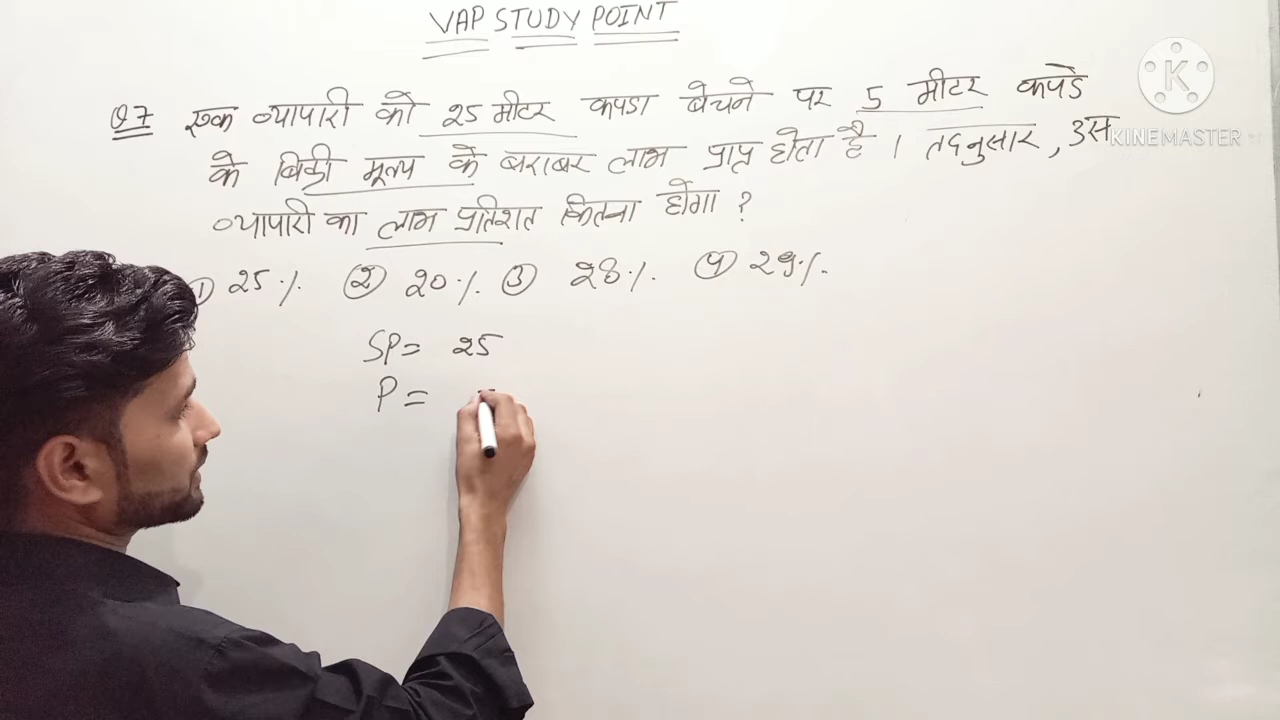 VAP STUDY POINT
Q7 एक व्यापारी को 25 मीटर कपडा बेचने पर 5 मीटर कपडे
के बिक्री मूल्य के बराबर लाभ प्राप्त होता है । तदनुसार, उस
व्यापारी का लाभ प्रतिशत कितना होगा ?
① 25% ② 20% ③ 28% ④ 29%
SP= 25
P=
KINEMASTER